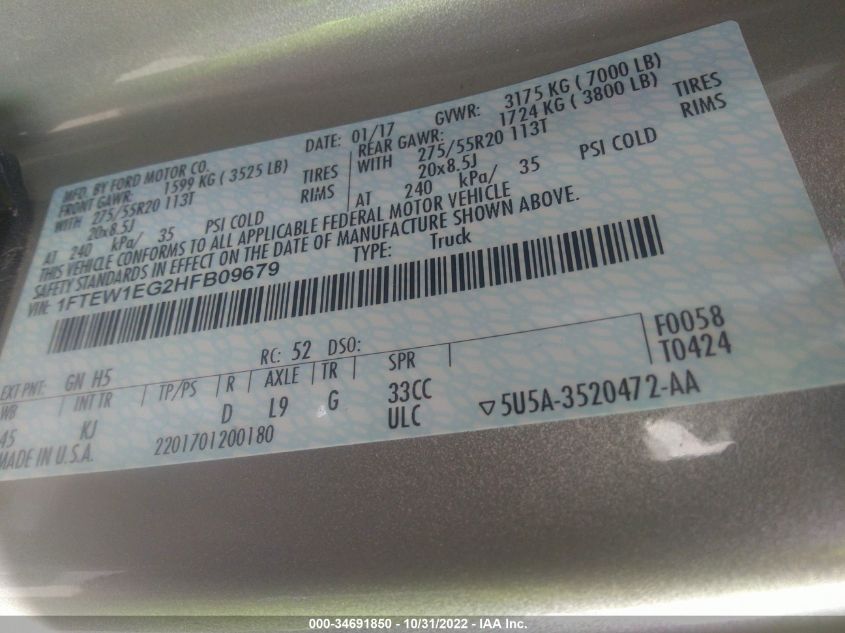 MFD. BY FORD MOTOR CO.
DATE: 01/17 GVWR: 3175 KG ( 7000 LB)
FRONT GAWR: 1599 KG ( 3525 LB)
REAR GAWR: 1724 KG ( 3800 LB)
WITH 275/55R20 113T TIRES
WITH 275/55R20 113T TIRES
20x8.5J RIMS
20x8.5J RIMS
AT 240 kPa/ 35 PSI COLD
AT 240 kPa/ 35 PSI COLD
THIS VEHICLE CONFORMS TO ALL APPLICABLE FEDERAL MOTOR VEHICLE
SAFETY STANDARDS IN EFFECT ON THE DATE OF MANUFACTURE SHOWN ABOVE.
VIN: 1FTEW1EG2HFB09679 TYPE: Truck
F0058
T0424
EXT PNT: GN H5 RC: 52 DSO:
WB INT TR TP/PS R AXLE TR SPR
45 KJ D L9 G 33CC
ULC
▽5U5A-3520472-AA
MADE IN U.S.A. 2201701200180
000-34691850 - 10/31/2022 - IAA Inc.